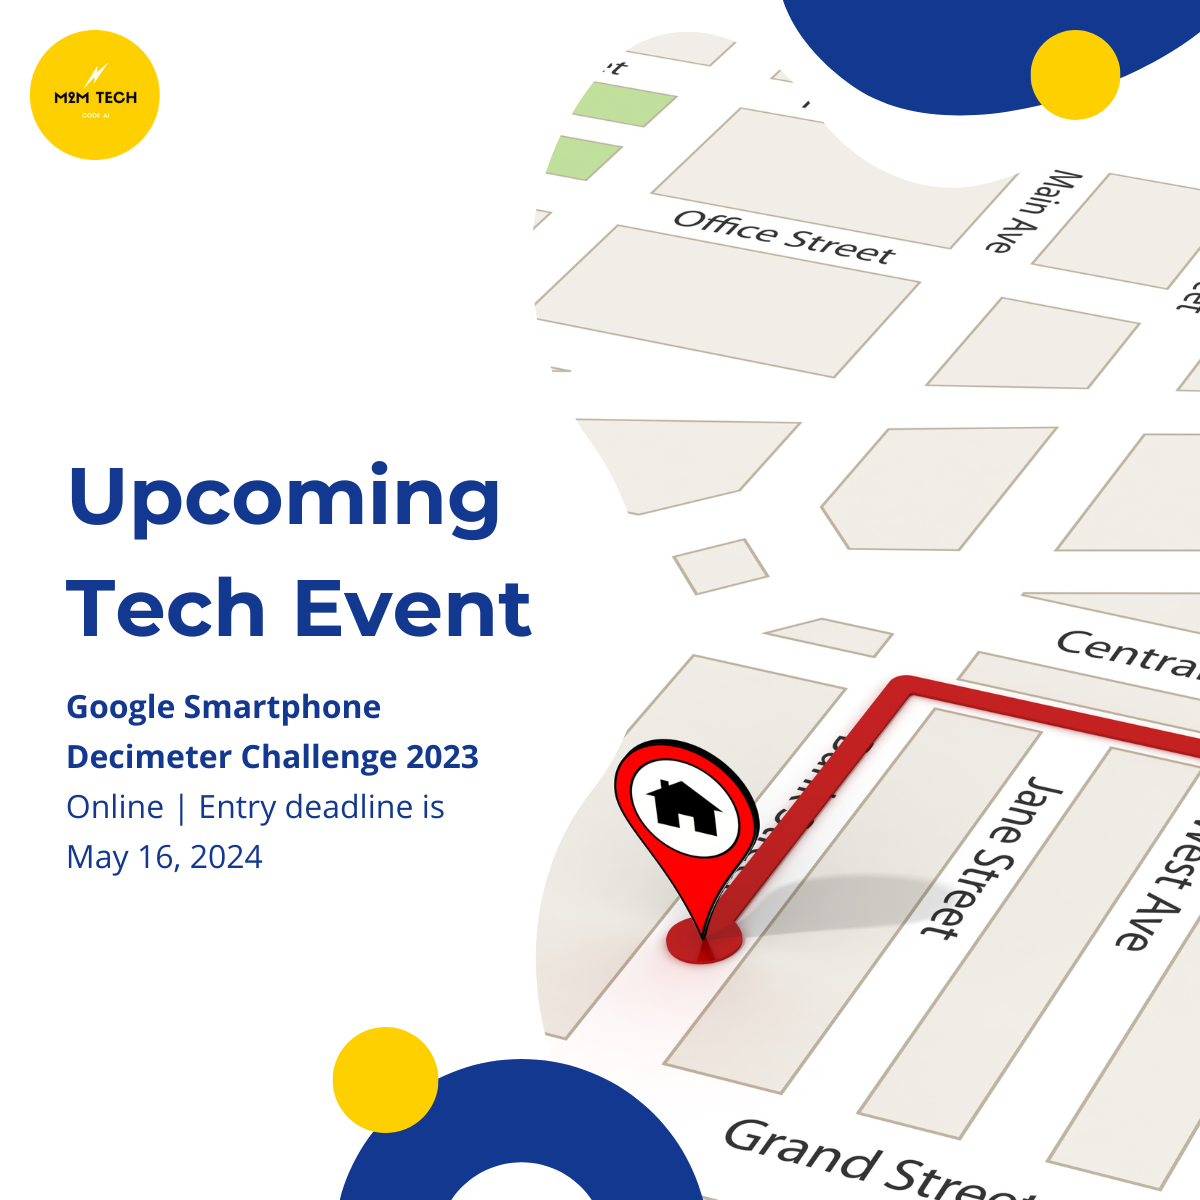 M2M TECH
CODE AI
Office Street
Main Ave
Upcoming
Tech Event
Google Smartphone
Decimeter Challenge 2023
Online | Entry deadline is
May 16, 2024
Jane Street
West Ave
Grand Street